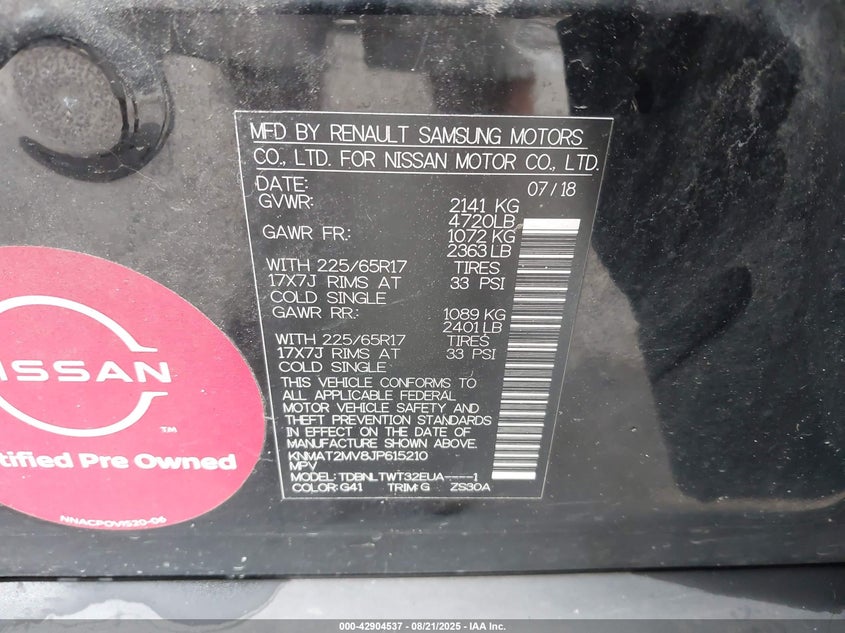 MFD BY RENAULT SAMSUNG MOTORS
CO., LTD. FOR NISSAN MOTOR CO., LTD.
DATE: 07/18
GVWR: 2141 KG
4720LB
GAWR FR.: 1072 KG
2363 LB
WITH 225/65R17 TIRES
17X7J RIMS AT 33 PSI
COLD SINGLE
GAWR RR.: 1089 KG
2401 LB
WITH 225/65R17 TIRES
17X7J RIMS AT 33 PSI
COLD SINGLE
THIS VEHICLE CONFORMS TO
ALL APPLICABLE FEDERAL
MOTOR VEHICLE SAFETY AND
THEFT PREVENTION STANDARDS
IN EFFECT ON THE DATE OF
MANUFACTURE SHOWN ABOVE.
KNMAT2MV8JP615210
MPV
MODEL: TDBNLTWT32EUA----1
COLOR: G41 TRIM: G ZS30A
NISSAN
TM
tified Pre Owned
NNACPOV1520-06
000-42904537 - 08/21/2025 - IAA Inc.